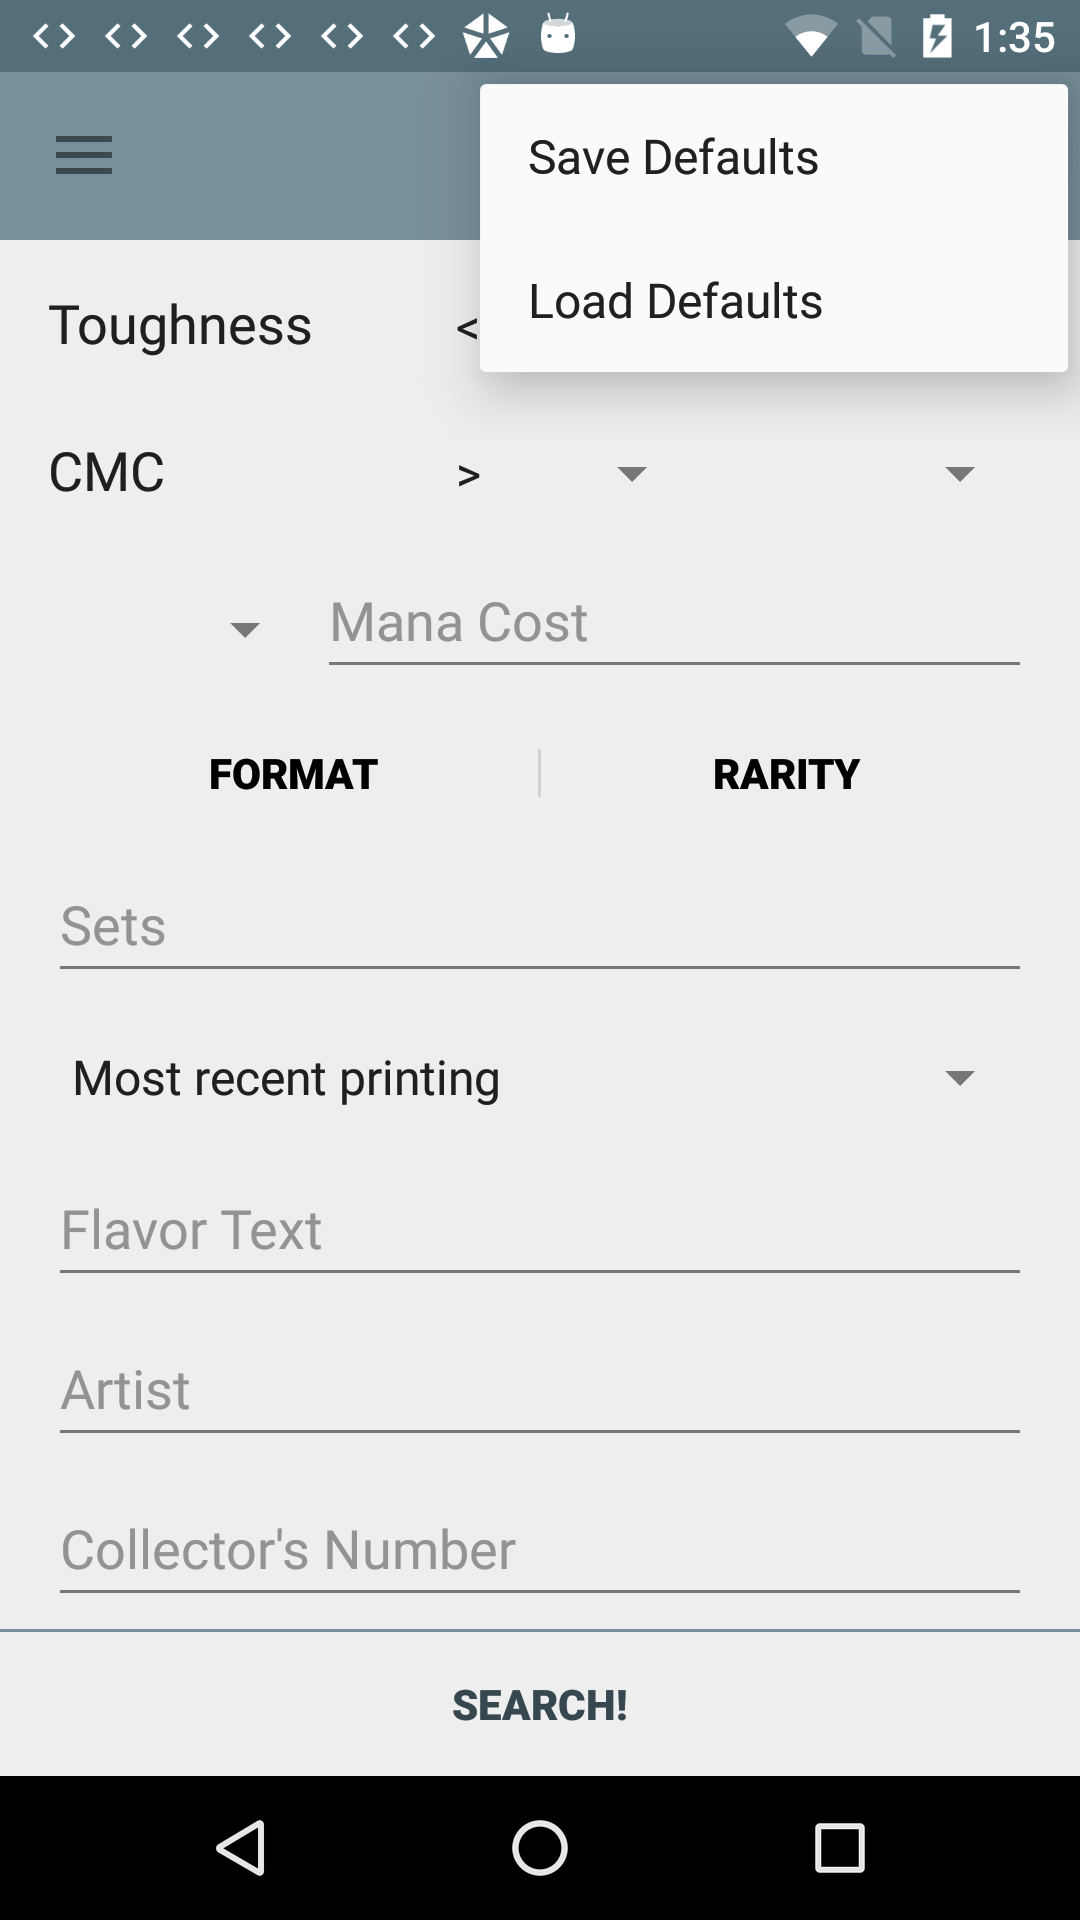 1:35
Save Defaults
Load Defaults
Toughness <
CMC >
Mana Cost
FORMAT RARITY
Sets
Most recent printing
Flavor Text
Artist
Collector's Number
SEARCH!